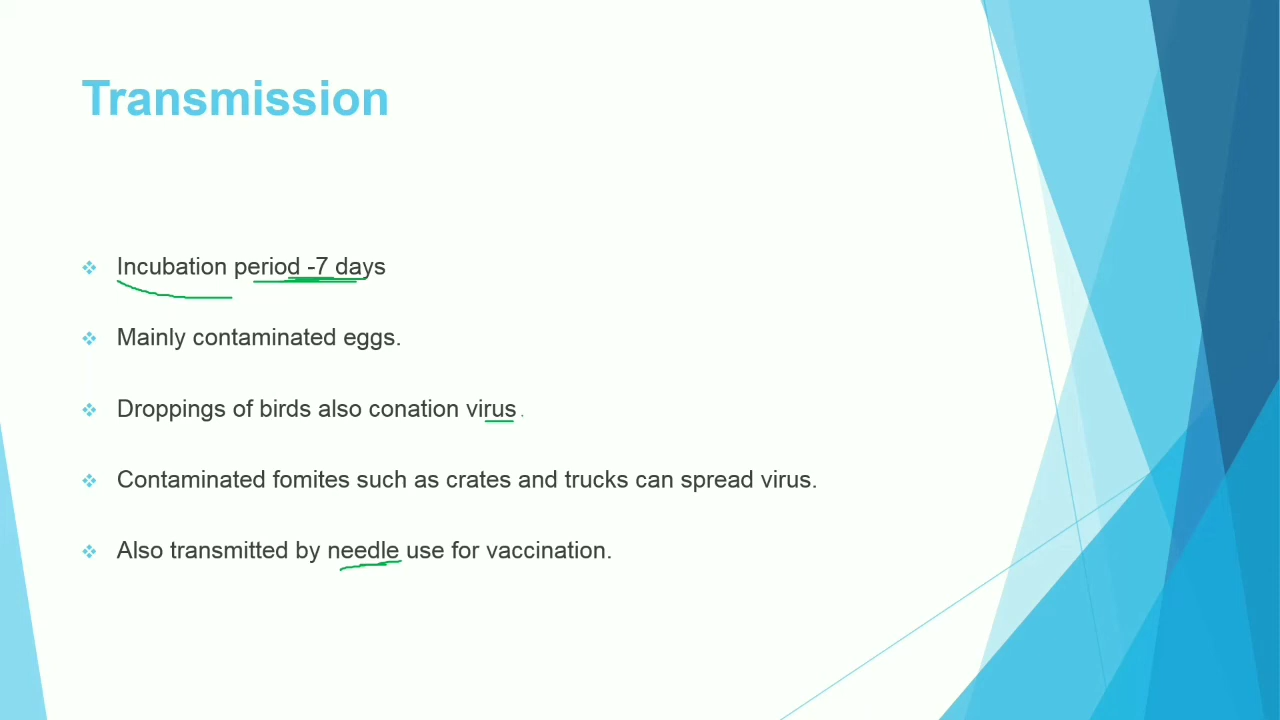 Transmission
Incubation period -7 days
Mainly contaminated eggs.
Droppings of birds also conation virus .
Contaminated fomites such as crates and trucks can spread virus.
Also transmitted by needle use for vaccination.